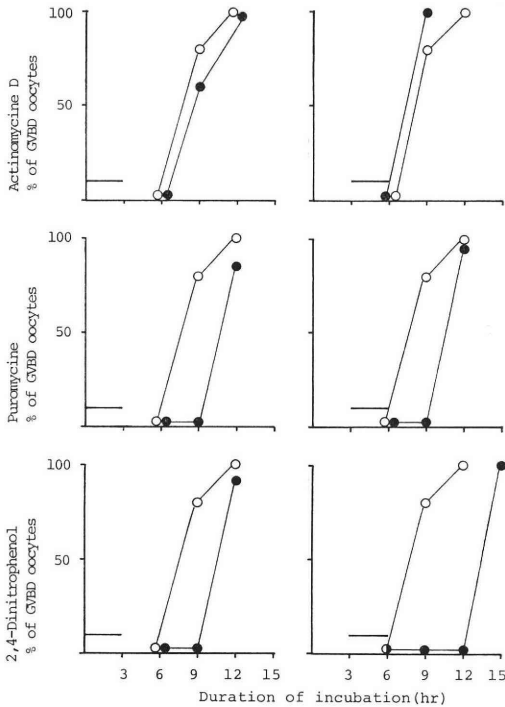 Actinomycine D
% of GVBD oocytes
100
50
Puromycine
% of GVBD oocytes
100
50
2,4-Dinitrophenol
% of GVBD oocytes
100
50
3 6 9 12 15
3 6 9 12 15
Duration of incubation(hr)